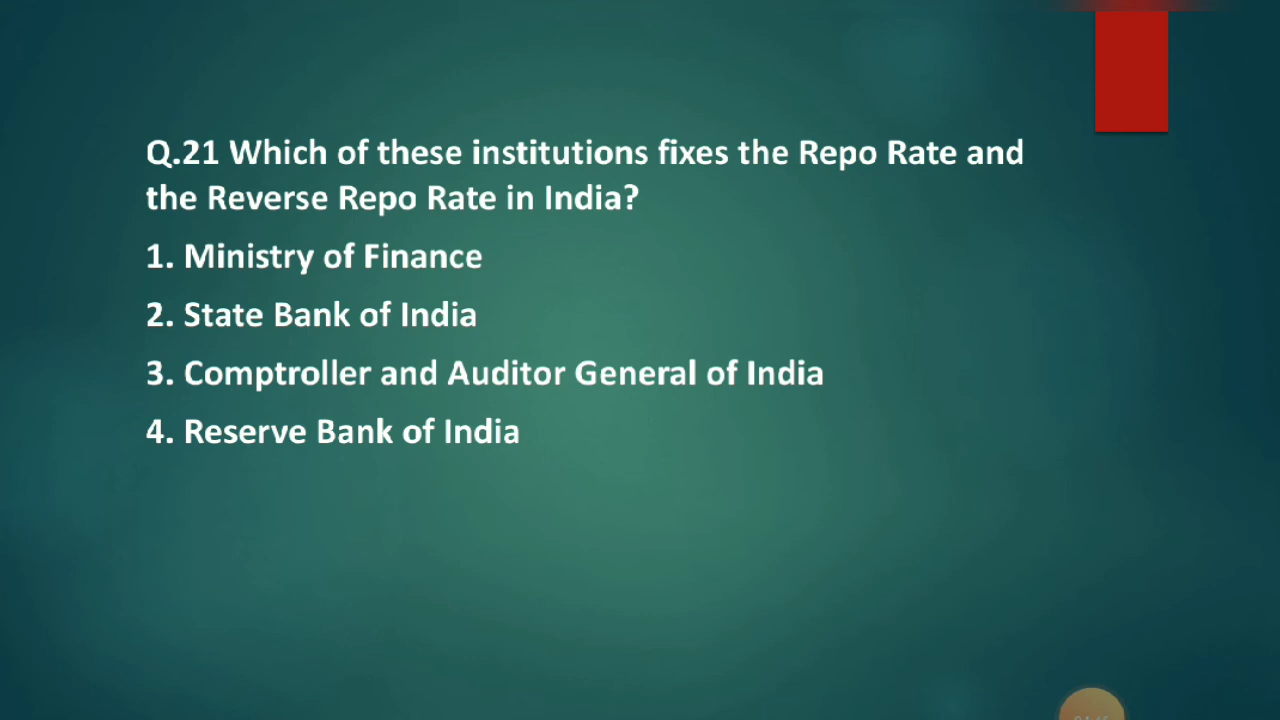 Q.21 Which of these institutions fixes the Repo Rate and
the Reverse Repo Rate in India?
1. Ministry of Finance
2. State Bank of India
3. Comptroller and Auditor General of India
4. Reserve Bank of India